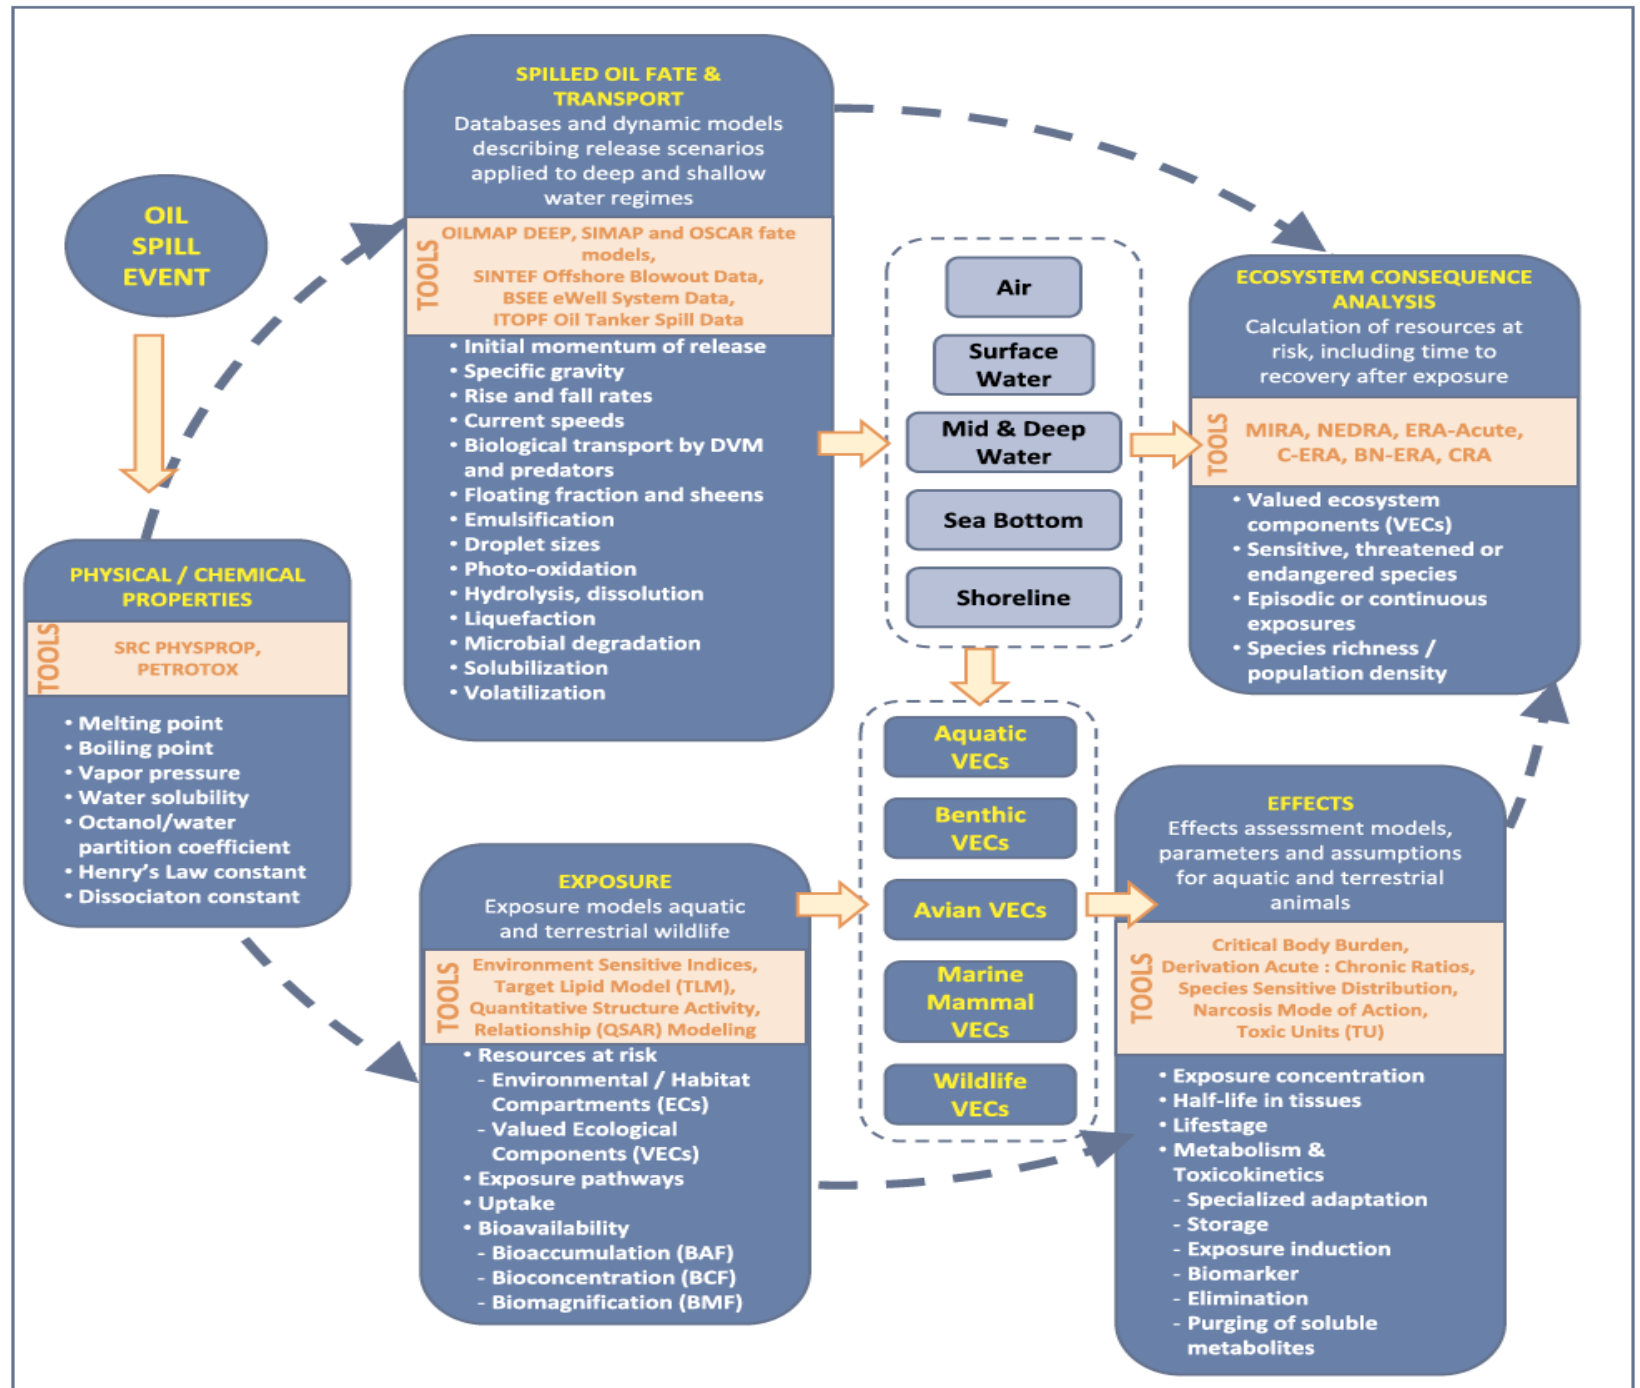 OIL
SPILL
EVENT
PHYSICAL / CHEMICAL
PROPERTIES
TOOLS
SRC PHYSPROP,
PETROTOX
• Melting point
• Boiling point
• Vapor pressure
• Water solubility
• Octanol/water
partition coefficient
• Henry's Law constant
• Dissociaton constant
SPILLED OIL FATE &
TRANSPORT
Databases and dynamic models
describing release scenarios
applied to deep and shallow
water regimes
TOOLS
OILMAP DEEP, SIMAP and OSCAR fate
models,
SINTEF Offshore Blowout Data,
BSEE eWell System Data,
ITOPF Oil Tanker Spill Data
• Initial momentum of release
• Specific gravity
• Rise and fall rates
• Current speeds
• Biological transport by DVM
and predators
• Floating fraction and sheens
• Emulsification
• Droplet sizes
• Photo-oxidation
• Hydrolysis, dissolution
• Liquefaction
• Microbial degradation
• Solubilization
• Volatilization
EXPOSURE
Exposure models aquatic
and terrestrial wildlife
TOOLS
Environment Sensitive Indices,
Target Lipid Model (TLM),
Quantitative Structure Activity,
Relationship (QSAR) Modeling
• Resources at risk
- Environmental / Habitat
Compartments (ECs)
- Valued Ecological
Components (VECs)
• Exposure pathways
• Uptake
• Bioavailability
- Bioaccumulation (BAF)
- Bioconcentration (BCF)
- Biomagnification (BMF)
Air
Surface
Water
Mid & Deep
Water
Sea Bottom
Shoreline
Aquatic
VECs
Benthic
VECs
Avian VECs
Marine
Mammal
VECs
Wildlife
VECs
ECOSYSTEM CONSEQUENCE
ANALYSIS
Calculation of resources at
risk, including time to
recovery after exposure
TOOLS
MIRA, NEDRA, ERA-Acute,
C-ERA, BN-ERA, CRA
• Valued ecosystem
components (VECs)
• Sensitive, threatened or
endangered species
• Episodic or continuous
exposures
• Species richness /
population density
EFFECTS
Effects assessment models,
parameters and assumptions
for aquatic and terrestrial
animals
TOOLS
Critical Body Burden,
Derivation Acute : Chronic Ratios,
Species Sensitive Distribution,
Narcosis Mode of Action,
Toxic Units (TU)
• Exposure concentration
• Half-life in tissues
• Lifestage
• Metabolism &
Toxicokinetics
- Specialized adaptation
- Storage
- Exposure induction
- Biomarker
- Elimination
- Purging of soluble
metabolites